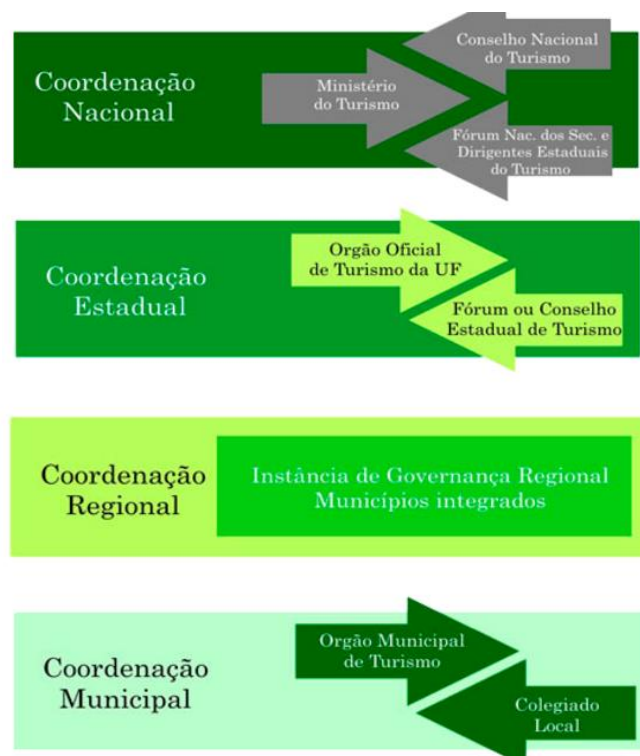 Coordenação
Nacional
Conselho Nacional
do Turismo
Ministério
do Turismo
Fórum Nac. dos Sec. e
Dirigentes Estaduais
do Turismo
Coordenação
Estadual
Orgão Oficial
de Turismo da UF
Fórum ou Conselho
Estadual de Turismo
Coordenação
Regional
Instância de Governança Regional
Municípios integrados
Coordenação
Municipal
Orgão Municipal
de Turismo
Colegiado
Local